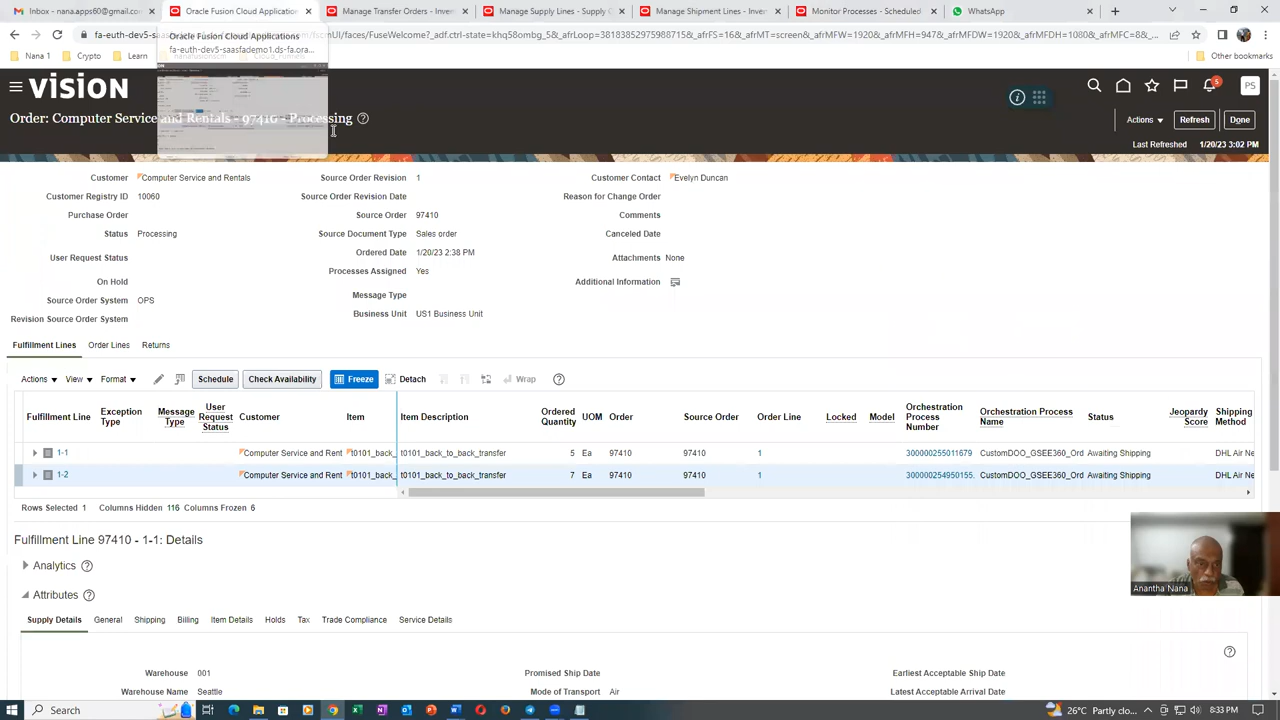 Inbox - nana.apps60@gmail.com
Oracle Fusion Cloud Application
Manage Transfer Orders - Inven
Manage Supply Lines - Supply C
Manage Shipment Lines - Invent
Monitor Processes - Scheduled
WhatsApp
Oracle Fusion Cloud Applications
fa-euth-dev5-saasfademo1.ds-fa.ora...
Nana 1
Crypto
Learn
Other bookmarks
VISION
PS
5
Order: Computer Service and Rentals - 97410 - Processing
Actions
Refresh
Done
Last Refreshed 1/20/23 3:02 PM
Customer Computer Service and Rentals
Customer Registry ID 10060
Purchase Order
Status Processing
User Request Status
On Hold
Source Order System OPS
Revision Source Order System
Source Order Revision 1
Source Order Revision Date
Source Order 97410
Source Document Type Sales order
Ordered Date 1/20/23 2:38 PM
Processes Assigned Yes
Message Type
Business Unit US1 Business Unit
Customer Contact Evelyn Duncan
Reason for Change Order
Comments
Canceled Date
Attachments None
Additional Information
Fulfillment Lines Order Lines Returns
Actions View Format Schedule Check Availability Freeze Detach Wrap
Fulfillment Line Exception Type Message Type User Request Status Customer Item Item Description Ordered Quantity UOM Order Source Order Order Line Locked Model Orchestration Process Number Orchestration Process Name Status Jeopardy Score Shipping Method
1-1 Computer Service and Rent t0101_back_ t0101_back_to_back_transfer 5 Ea 97410 97410 1 300000255011679 CustomDOO_GSEE360_Ord Awaiting Shipping DHL Air Ne
1-2 Computer Service and Rent t0101_back_ t0101_back_to_back_transfer 7 Ea 97410 97410 1 300000254950155. CustomDOO_GSEE360_Ord Awaiting Shipping DHL Air Ne
Rows Selected 1 Columns Hidden 116 Columns Frozen 6
Fulfillment Line 97410 - 1-1: Details
Analytics
Attributes
Supply Details General Shipping Billing Item Details Holds Tax Trade Compliance Service Details
Warehouse 001
Warehouse Name Seattle
Promised Ship Date
Mode of Transport Air
Earliest Acceptable Ship Date
Latest Acceptable Arrival Date
Anantha Nana
Search
26°C Partly clo...
8:33 PM